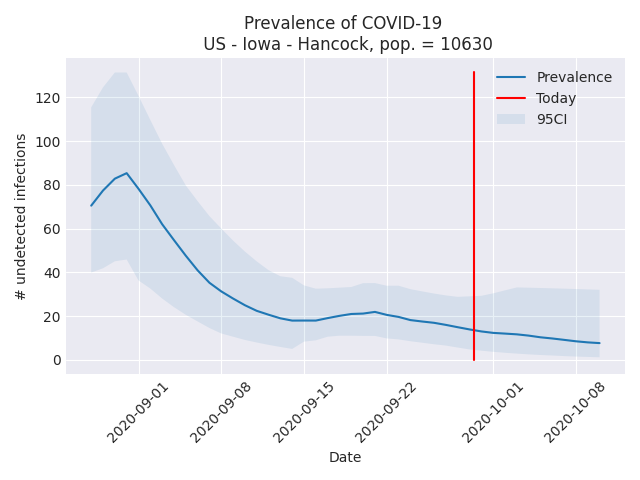 Prevalence of COVID-19
US - Iowa - Hancock, pop. = 10630
Prevalence
Today
95CI
# undetected infections
120
100
80
60
40
20
0
2020-09-01
2020-09-08
2020-09-15
2020-09-22
2020-10-01
2020-10-08
Date